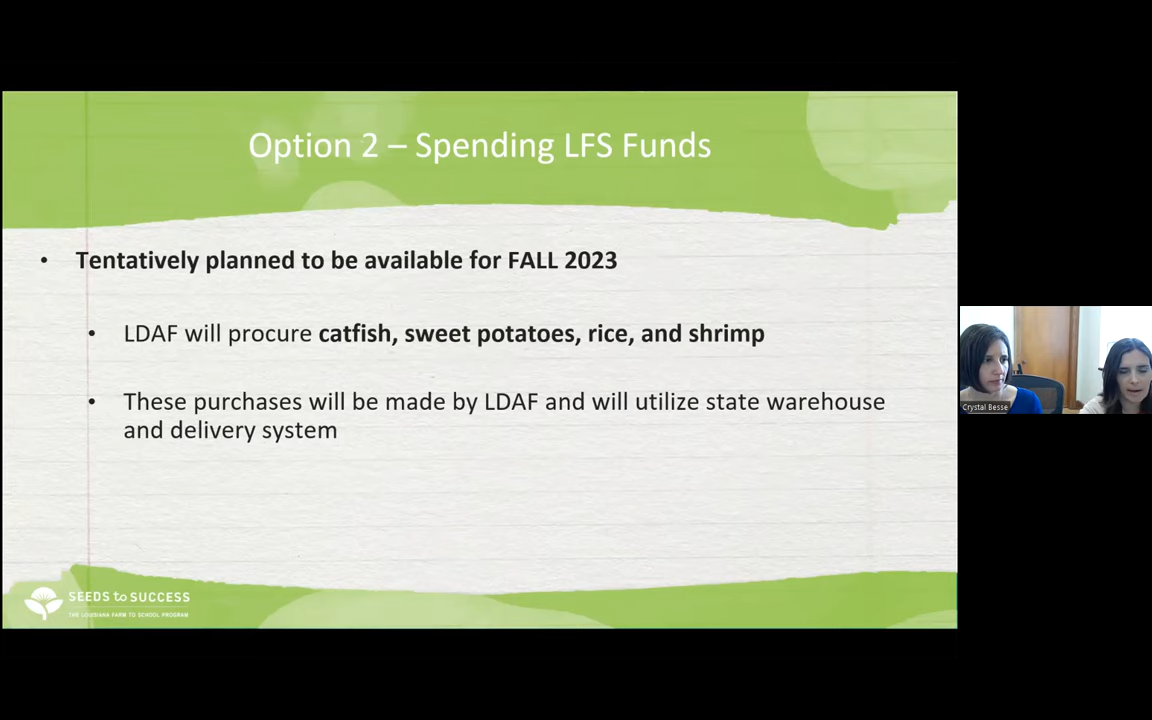 Option 2 – Spending LFS Funds
• Tentatively planned to be available for FALL 2023
• LDAF will procure catfish, sweet potatoes, rice, and shrimp
• These purchases will be made by LDAF and will utilize state warehouse
and delivery system
Crystal Besse
SEEDS to SUCCESS
THE LOUISIANA FARM TO SCHOOL PROGRAM